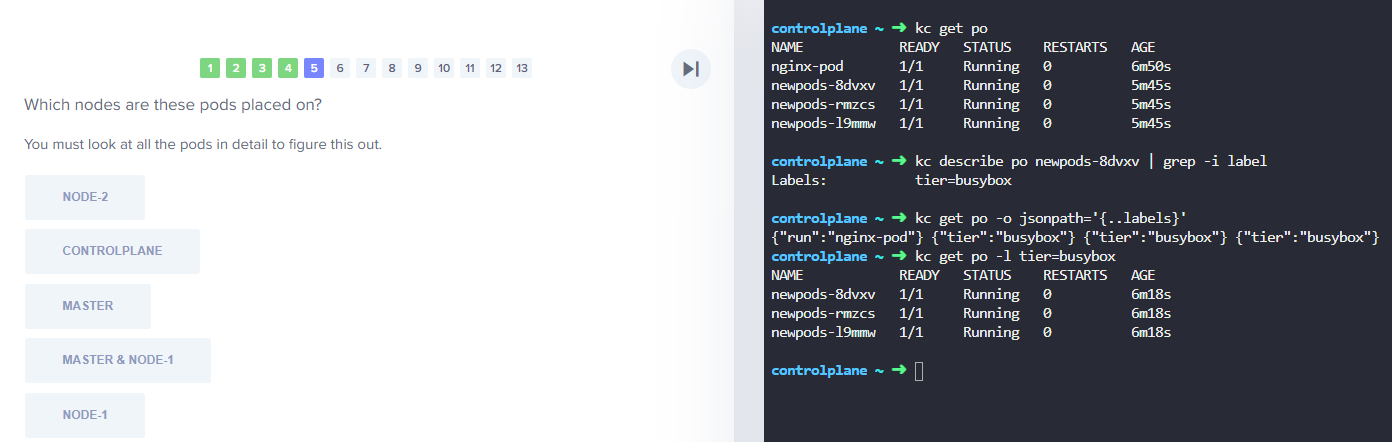 1 2 3 4 5 6 7 8 9 10 11 12 13
Which nodes are these pods placed on?
You must look at all the pods in detail to figure this out.
NODE-2
CONTROLPLANE
MASTER
MASTER & NODE-1
NODE-1
controlplane ~ ➜ kc get po
NAME READY STATUS RESTARTS AGE
nginx-pod 1/1 Running 0 6m50s
newpods-8dvxv 1/1 Running 0 5m45s
newpods-rmzcs 1/1 Running 0 5m45s
newpods-l9mmw 1/1 Running 0 5m45s
controlplane ~ ➜ kc describe po newpods-8dvxv | grep -i label
Labels: tier=busybox
controlplane ~ ➜ kc get po -o jsonpath='{..labels}'
{"run":"nginx-pod"} {"tier":"busybox"} {"tier":"busybox"} {"tier":"busybox"}
controlplane ~ ➜ kc get po -l tier=busybox
NAME READY STATUS RESTARTS AGE
newpods-8dvxv 1/1 Running 0 6m18s
newpods-rmzcs 1/1 Running 0 6m18s
newpods-l9mmw 1/1 Running 0 6m18s
controlplane ~ ➜